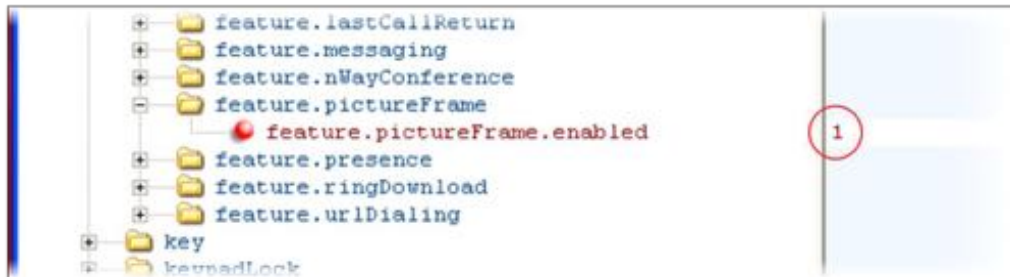 feature.lastCallReturn
feature.messaging
feature.nWayConference
feature.pictureFrame
feature.pictureFrame.enabled 1
feature.presence
feature.ringDownload
feature.urlDialing
key
keypadLock